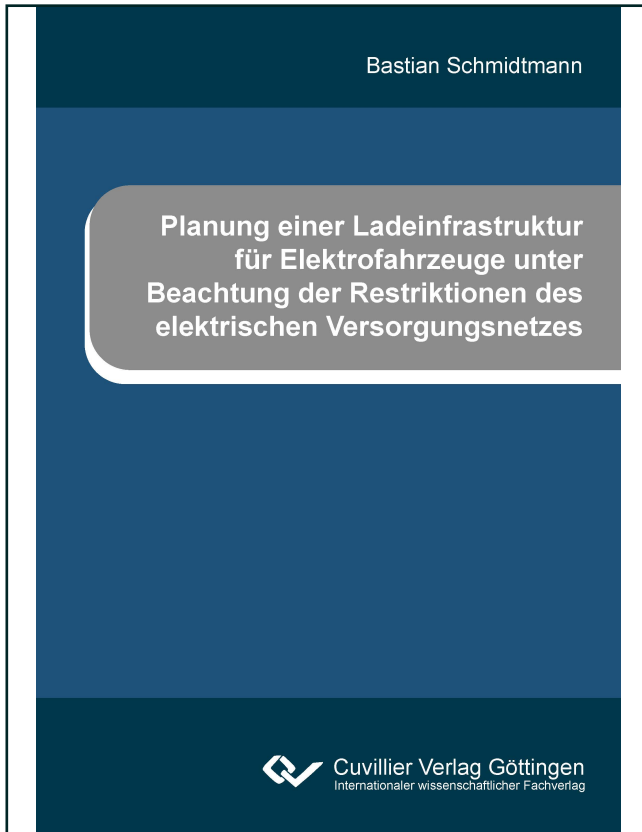 Bastian Schmidtmann
Planung einer Ladeinfrastruktur
für Elektrofahrzeuge unter
Beachtung der Restriktionen des
elektrischen Versorgungsnetzes
Cuvillier Verlag Göttingen
Internationaler wissenschaftlicher Fachverlag